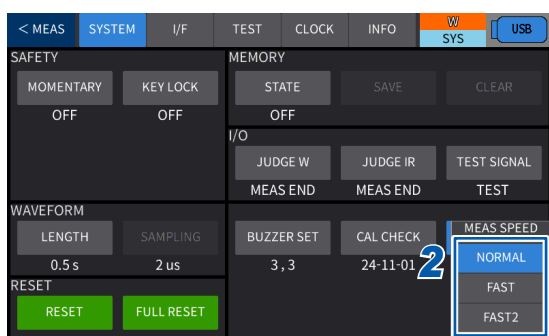 < MEAS SYSTEM I/F TEST CLOCK INFO W SYS USB
SAFETY MEMORY
MOMENTARY KEY LOCK STATE SAVE CLEAR
OFF OFF OFF
I/O
JUDGE W JUDGE IR TEST SIGNAL
MEAS END MEAS END TEST
WAVEFORM MEAS SPEED
LENGTH SAMPLING BUZZER SET CAL CHECK 2 NORMAL
0.5 s 2 us 3 , 3 24-11-01
RESET FAST
RESET FULL RESET FAST2